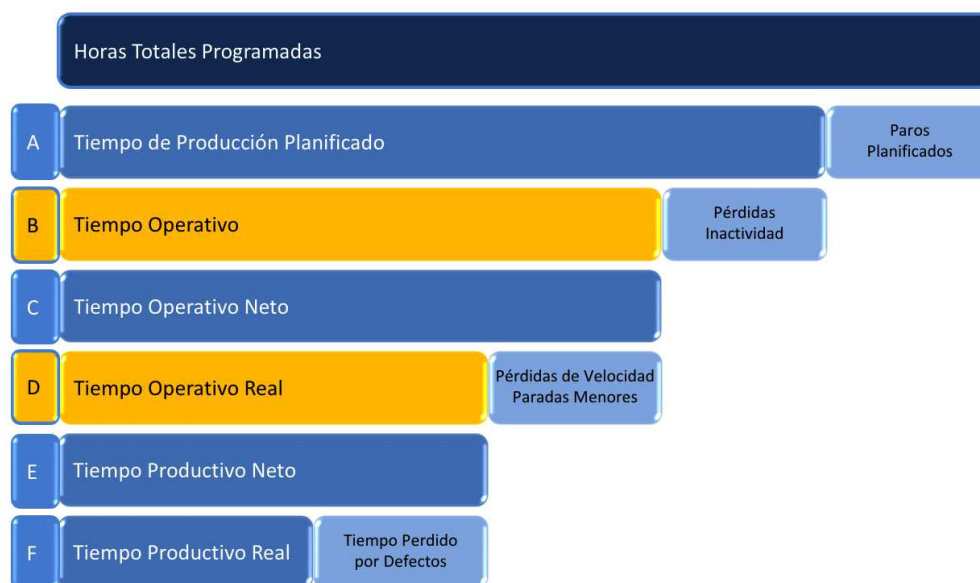 Horas Totales Programadas
A
Tiempo de Producción Planificado
Paros
Planificados
B
Tiempo Operativo
Pérdidas
Inactividad
C
Tiempo Operativo Neto
D
Tiempo Operativo Real
Pérdidas de Velocidad
Paradas Menores
E
Tiempo Productivo Neto
F
Tiempo Productivo Real
Tiempo Perdido
por Defectos